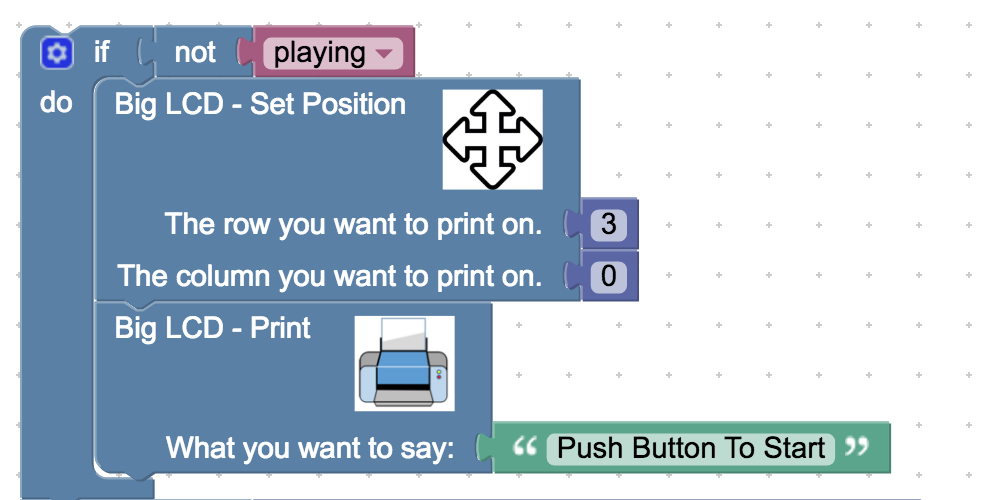 if not playing
do Big LCD - Set Position
The row you want to print on. 3
The column you want to print on. 0
Big LCD - Print
What you want to say: “ Push Button To Start ”